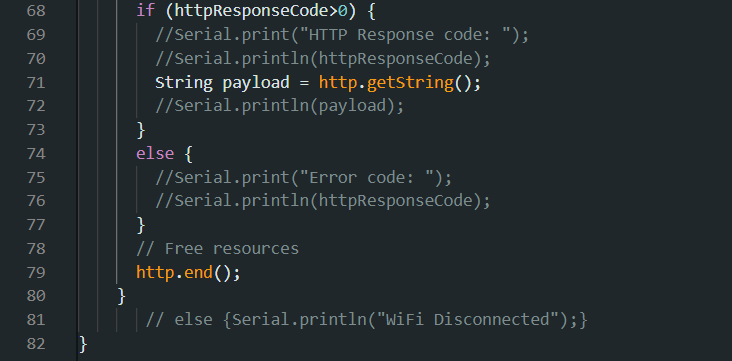 68 if (httpResponseCode>0) {
69 //Serial.print("HTTP Response code: ");
70 //Serial.println(httpResponseCode);
71 String payload = http.getString();
72 //Serial.println(payload);
73 }
74 else {
75 //Serial.print("Error code: ");
76 //Serial.println(httpResponseCode);
77 }
78 // Free resources
79 http.end();
80 }
81 // else {Serial.println("WiFi Disconnected");}
82 }